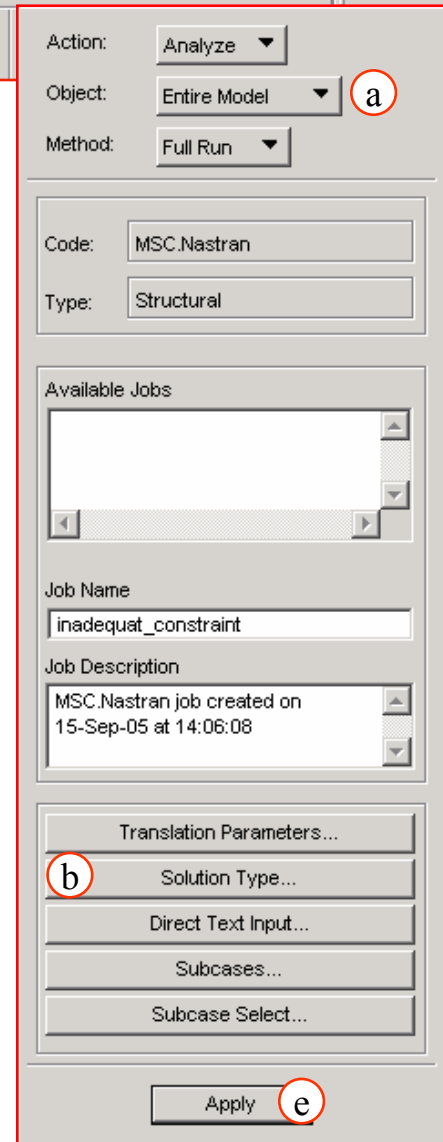 Action: Analyze
Object: Entire Model a
Method: Full Run
Code: MSC.Nastran
Type: Structural
Available Jobs
Job Name
inadequat_constraint
Job Description
MSC.Nastran job created on
15-Sep-05 at 14:06:08
Translation Parameters...
b Solution Type...
Direct Text Input...
Subcases...
Subcase Select...
Apply e